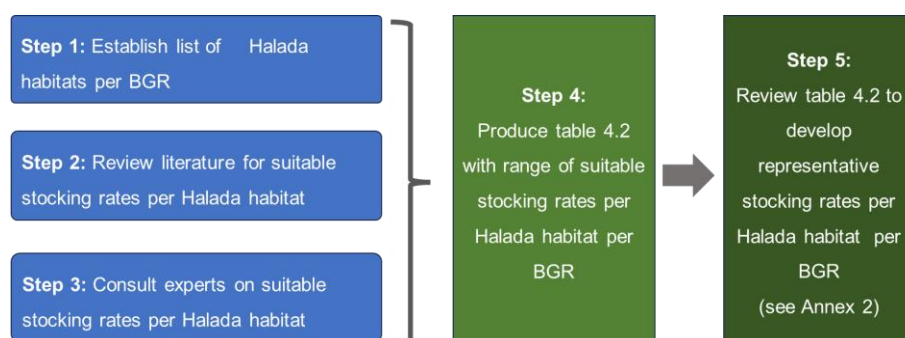 Step 1: Establish list of Halada
habitats per BGR
Step 2: Review literature for suitable
stocking rates per Halada habitat
Step 3: Consult experts on suitable
stocking rates per Halada habitat
Step 4:
Produce table 4.2
with range of suitable
stocking rates per
Halada habitat per
BGR
Step 5:
Review table 4.2 to
develop
representative
stocking rates per
Halada habitat per
BGR
(see Annex 2)